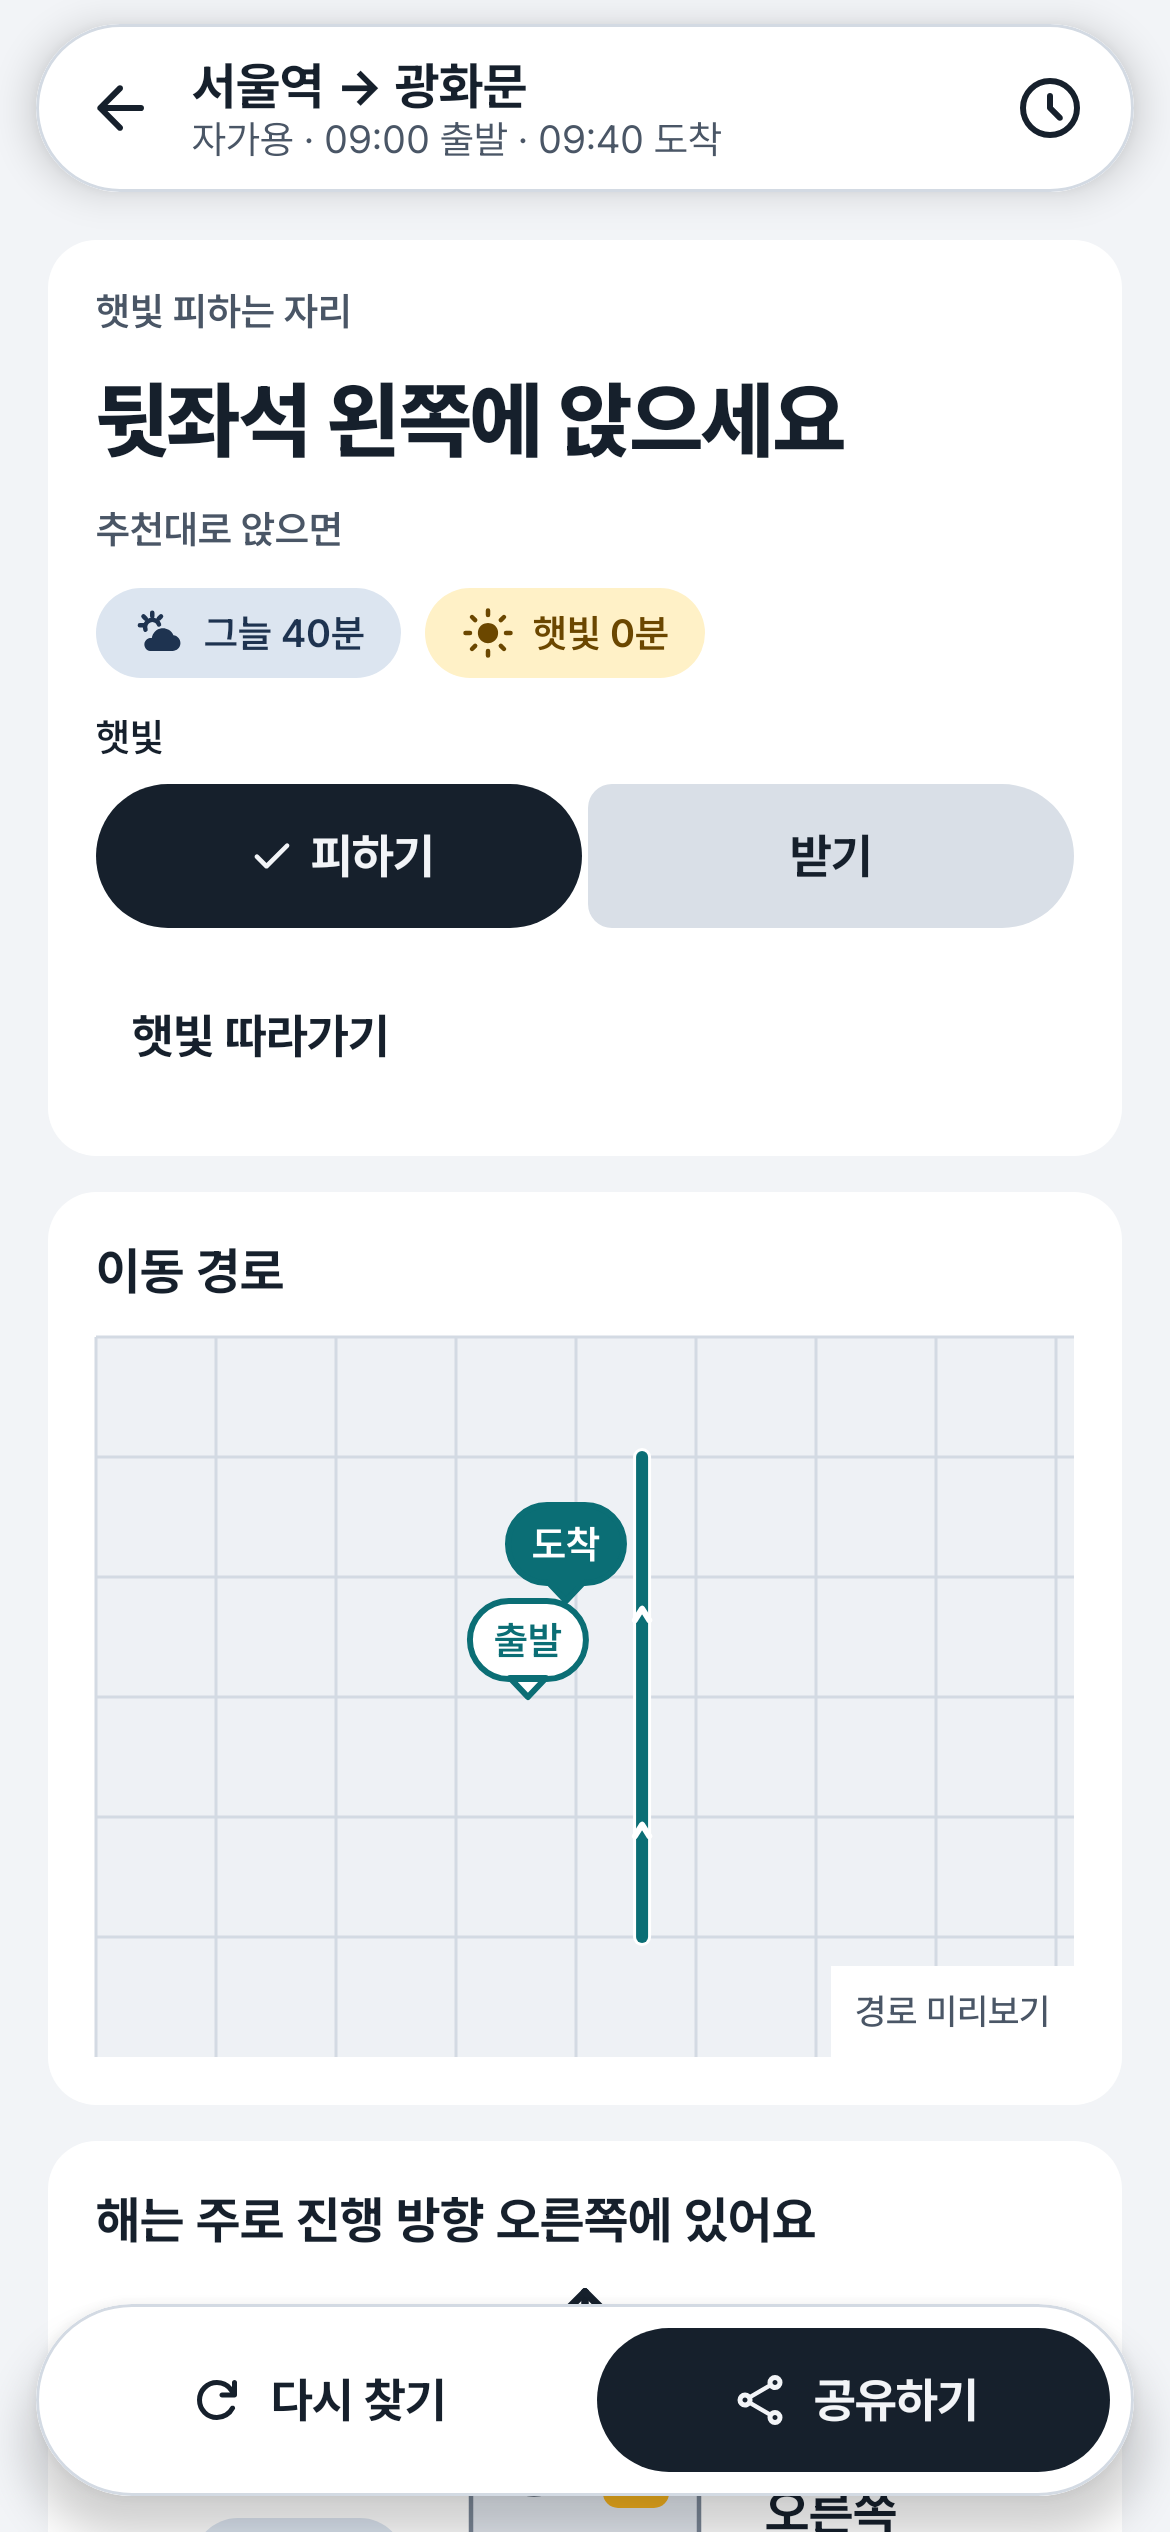 서울역 → 광화문
자가용 · 09:00 출발 · 09:40 도착
햇빛 피하는 자리
뒷좌석 왼쪽에 앉으세요
추천대로 앉으면
그늘 40분
햇빛 0분
햇빛
피하기
받기
햇빛 따라가기
이동 경로
도착
출발
경로 미리보기
해는 주로 진행 방향 오른쪽에 있어요
다시 찾기
공유하기
오른쪽